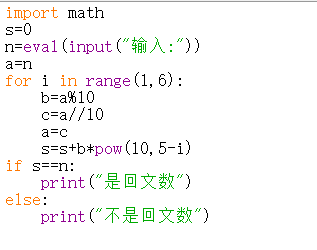 import math
s=0
n=eval(input("输入:"))
a=n
for i in range(1,6):
    b=a%10
    c=a//10
    a=c
    s=s+b*pow(10,5-i)
if s==n:
    print("是回文数")
else:
    print("不是回文数")